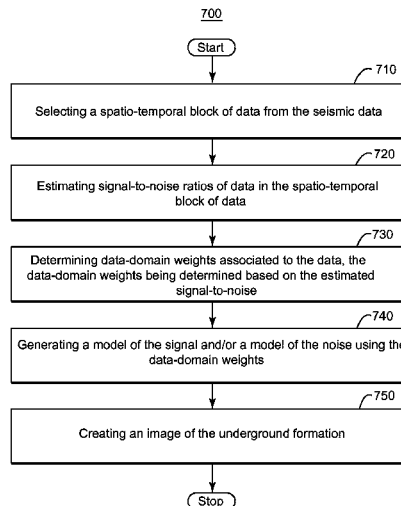 700
Start
710
Selecting a spatio-temporal block of data from the seismic data
720
Estimating signal-to-noise ratios of data in the spatio-temporal
block of data
730
Determining data-domain weights associated to the data, the
data-domain weights being determined based on the estimated
signal-to-noise
740
Generating a model of the signal and/or a model of the noise using the
data-domain weights
750
Creating an image of the underground formation
Stop